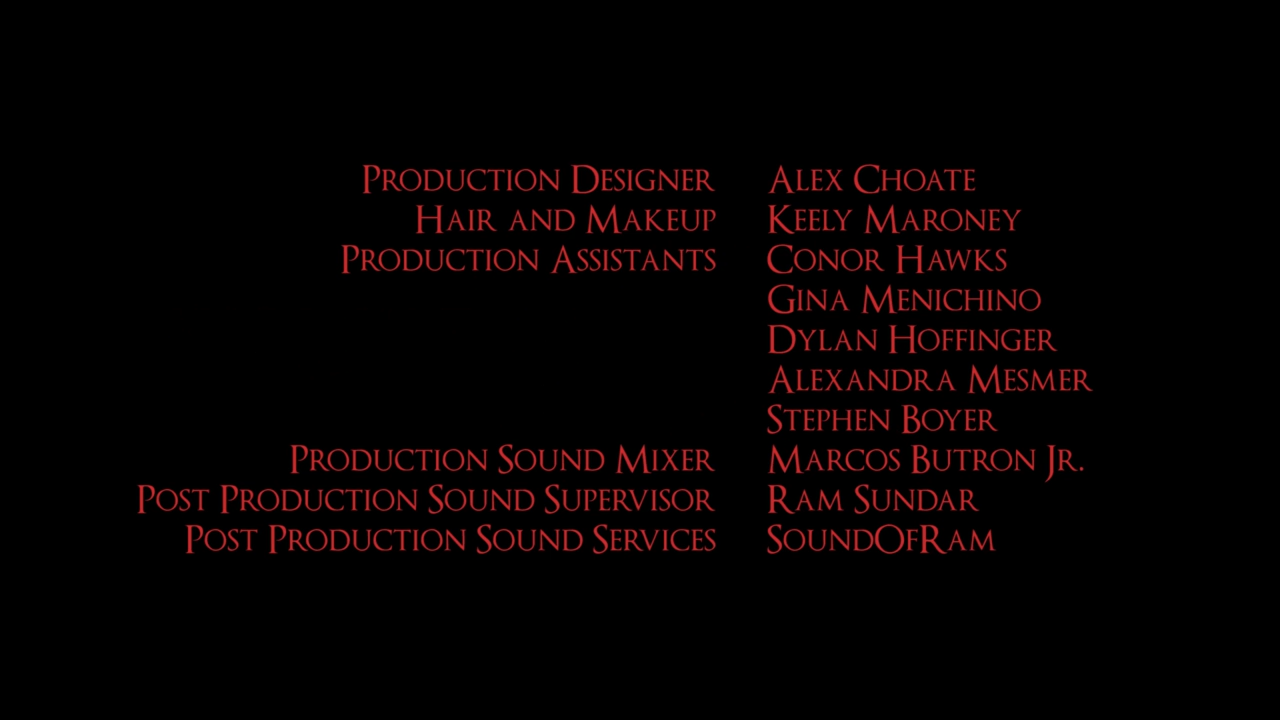 Production Designer Alex Choate
Hair and Makeup Keely Maroney
Production Assistants Conor Hawks
Gina Menichino
Dylan Hoffinger
Alexandra Mesmer
Stephen Boyer
Production Sound Mixer Marcos Butron Jr.
Post Production Sound Supervisor Ram Sundar
Post Production Sound Services SoundOfRam